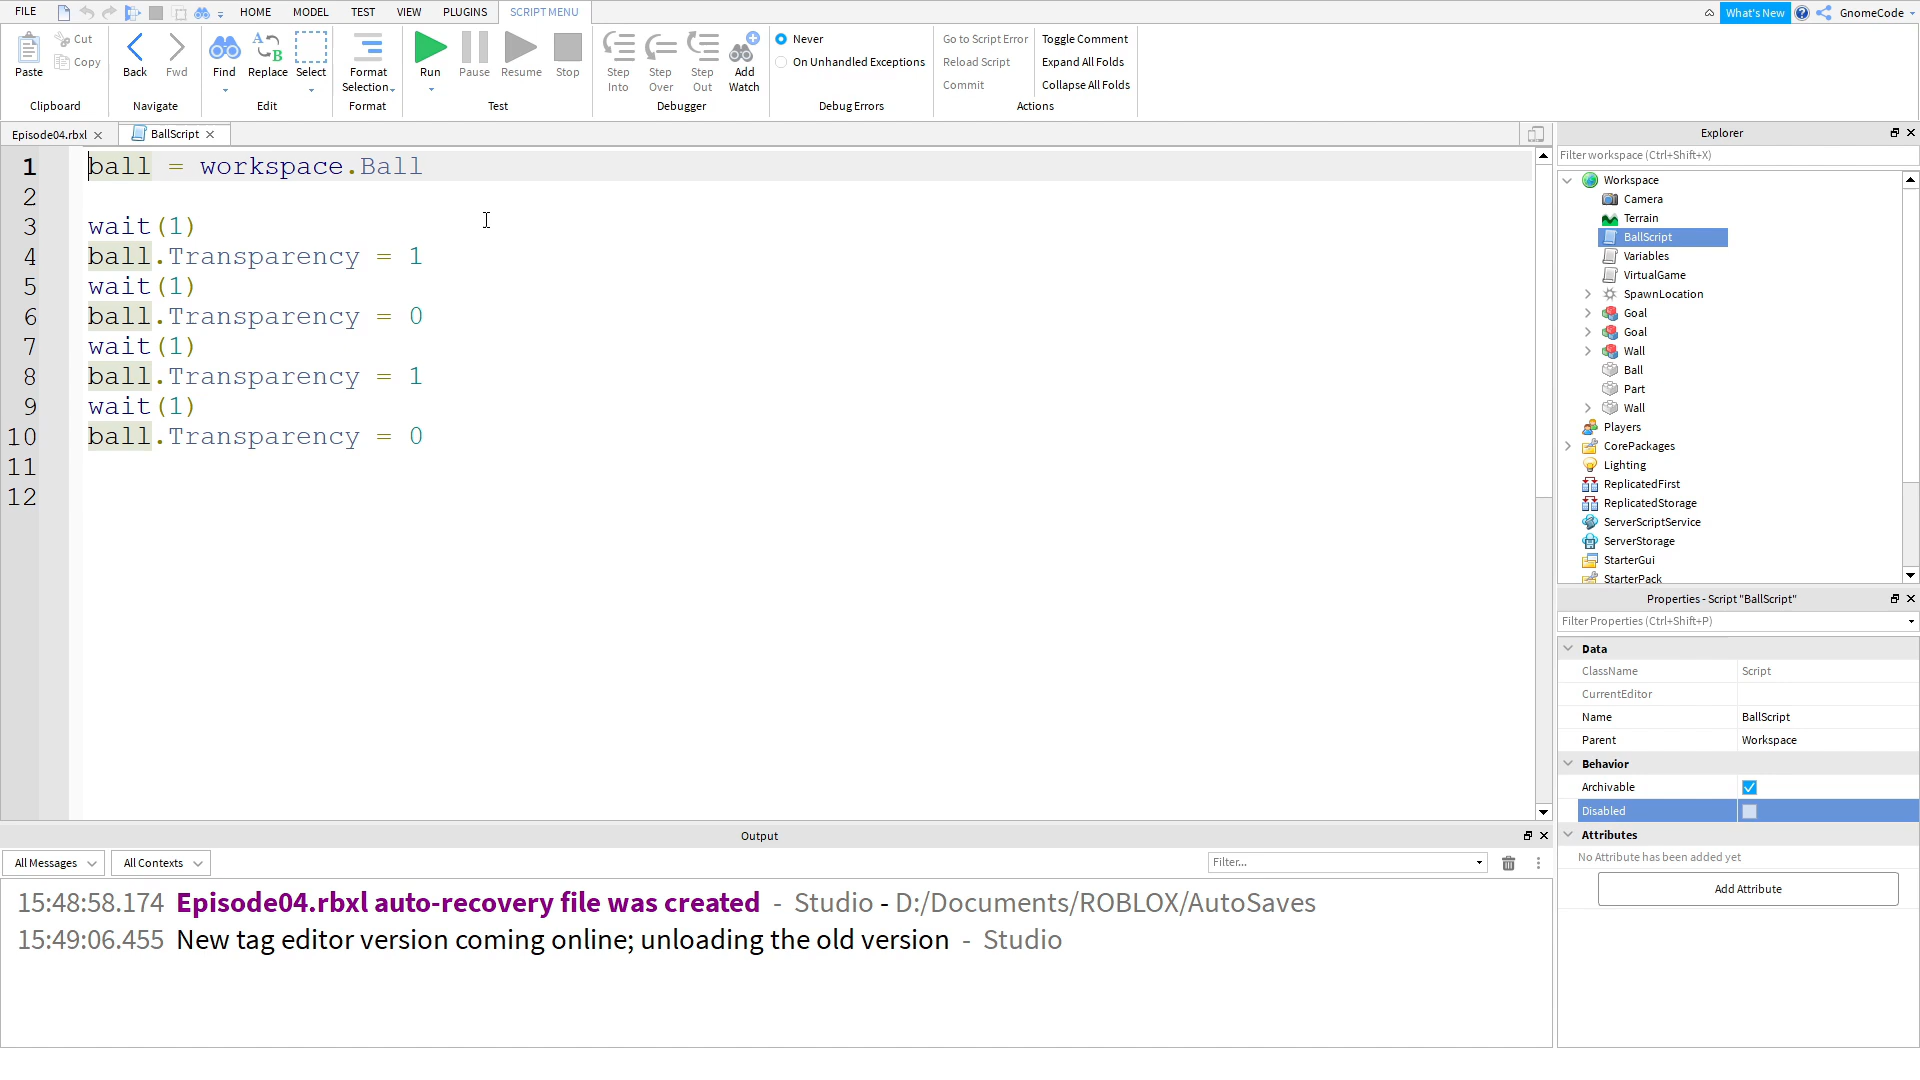 FILE HOME MODEL TEST VIEW PLUGINS SCRIPT MENU What's New GnomeCode
Paste Cut Copy Back Fwd Find Replace Select Format Selection Run Pause Resume Stop Step Into Step Over Step Out Add Watch Never On Unhandled Exceptions Go to Script Error Reload Script Commit Toggle Comment Expand All Folds Collapse All Folds
Clipboard Navigate Edit Format Test Debugger Debug Errors Actions
Episode04.rbxl BallScript
1 ball = workspace.Ball
2
3 wait(1)
4 ball.Transparency = 1
5 wait(1)
6 ball.Transparency = 0
7 wait(1)
8 ball.Transparency = 1
9 wait(1)
10 ball.Transparency = 0
11
12
Explorer
Filter workspace (Ctrl+Shift+X)
Workspace
Camera
Terrain
BallScript
Variables
VirtualGame
SpawnLocation
Goal
Goal
Wall
Ball
Part
Wall
Players
CorePackages
Lighting
ReplicatedFirst
ReplicatedStorage
ServerScriptService
ServerStorage
StarterGui
StarterPack
Properties - Script "BallScript"
Filter Properties (Ctrl+Shift+P)
Data
ClassName Script
CurrentEditor
Name BallScript
Parent Workspace
Behavior
Archivable
Disabled
Attributes
No Attribute has been added yet
Add Attribute
Output
All Messages All Contexts Filter...
15:48:58.174 Episode04.rbxl auto-recovery file was created - Studio - D:/Documents/ROBLOX/AutoSaves
15:49:06.455 New tag editor version coming online; unloading the old version - Studio